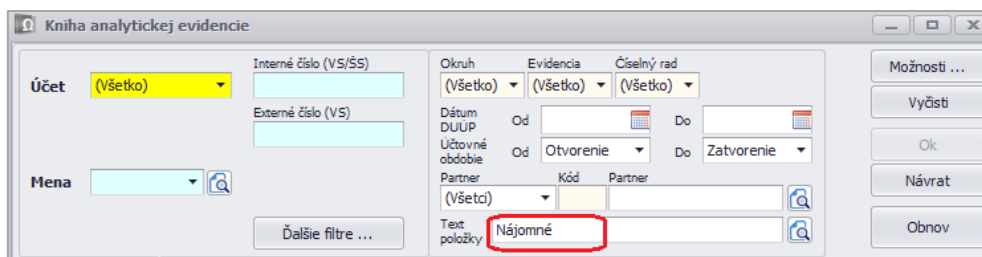 Kniha analytickej evidencie
Účet (Všetko)
Interné číslo (VS/ŠS)
Externé číslo (VS)
Mena
Ďalšie filtre ...
Okruh Evidencia Číselný rad
(Všetko) (Všetko) (Všetko)
Dátum DUÚP Od Do
Účtovné obdobie Od Otvorenie Do Zatvorenie
Partner Kód Partner
(Všetci)
Text položky Nájomné
Možnosti ...
Vyčisti
Ok
Návrat
Obnov